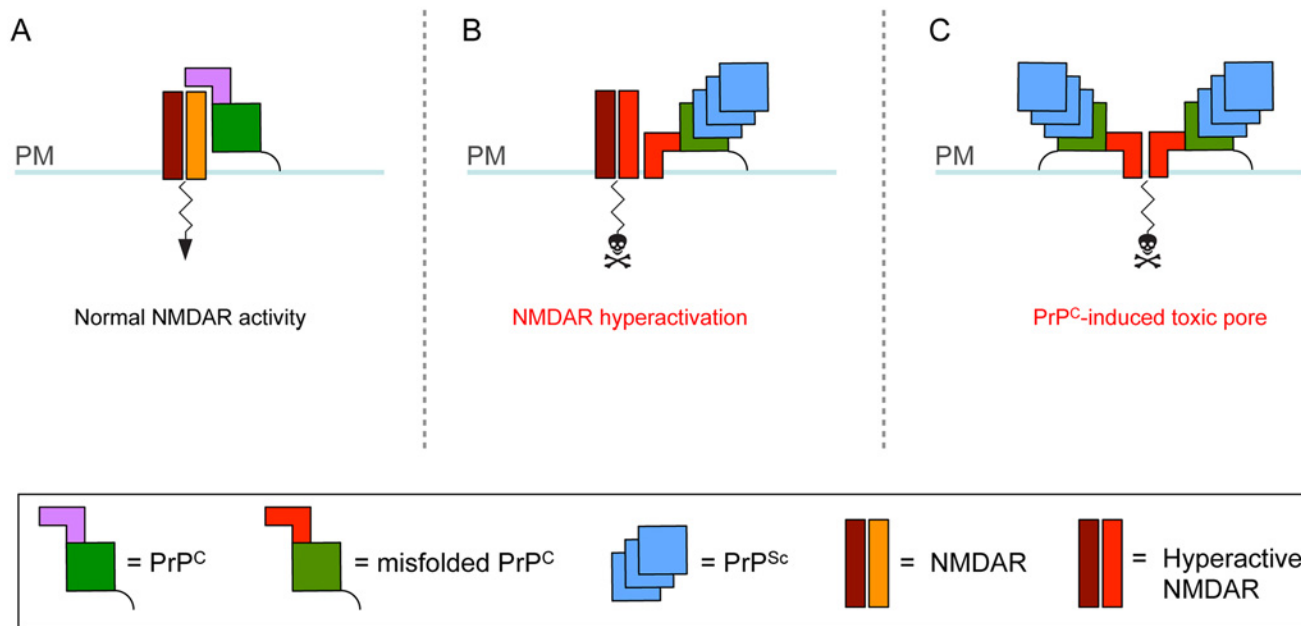 A
B
C
PM
PM
PM
Normal NMDAR activity
NMDAR hyperactivation
PrPC-induced toxic pore
= PrPC
= misfolded PrPC
= PrPSc
= NMDAR
= Hyperactive
NMDAR